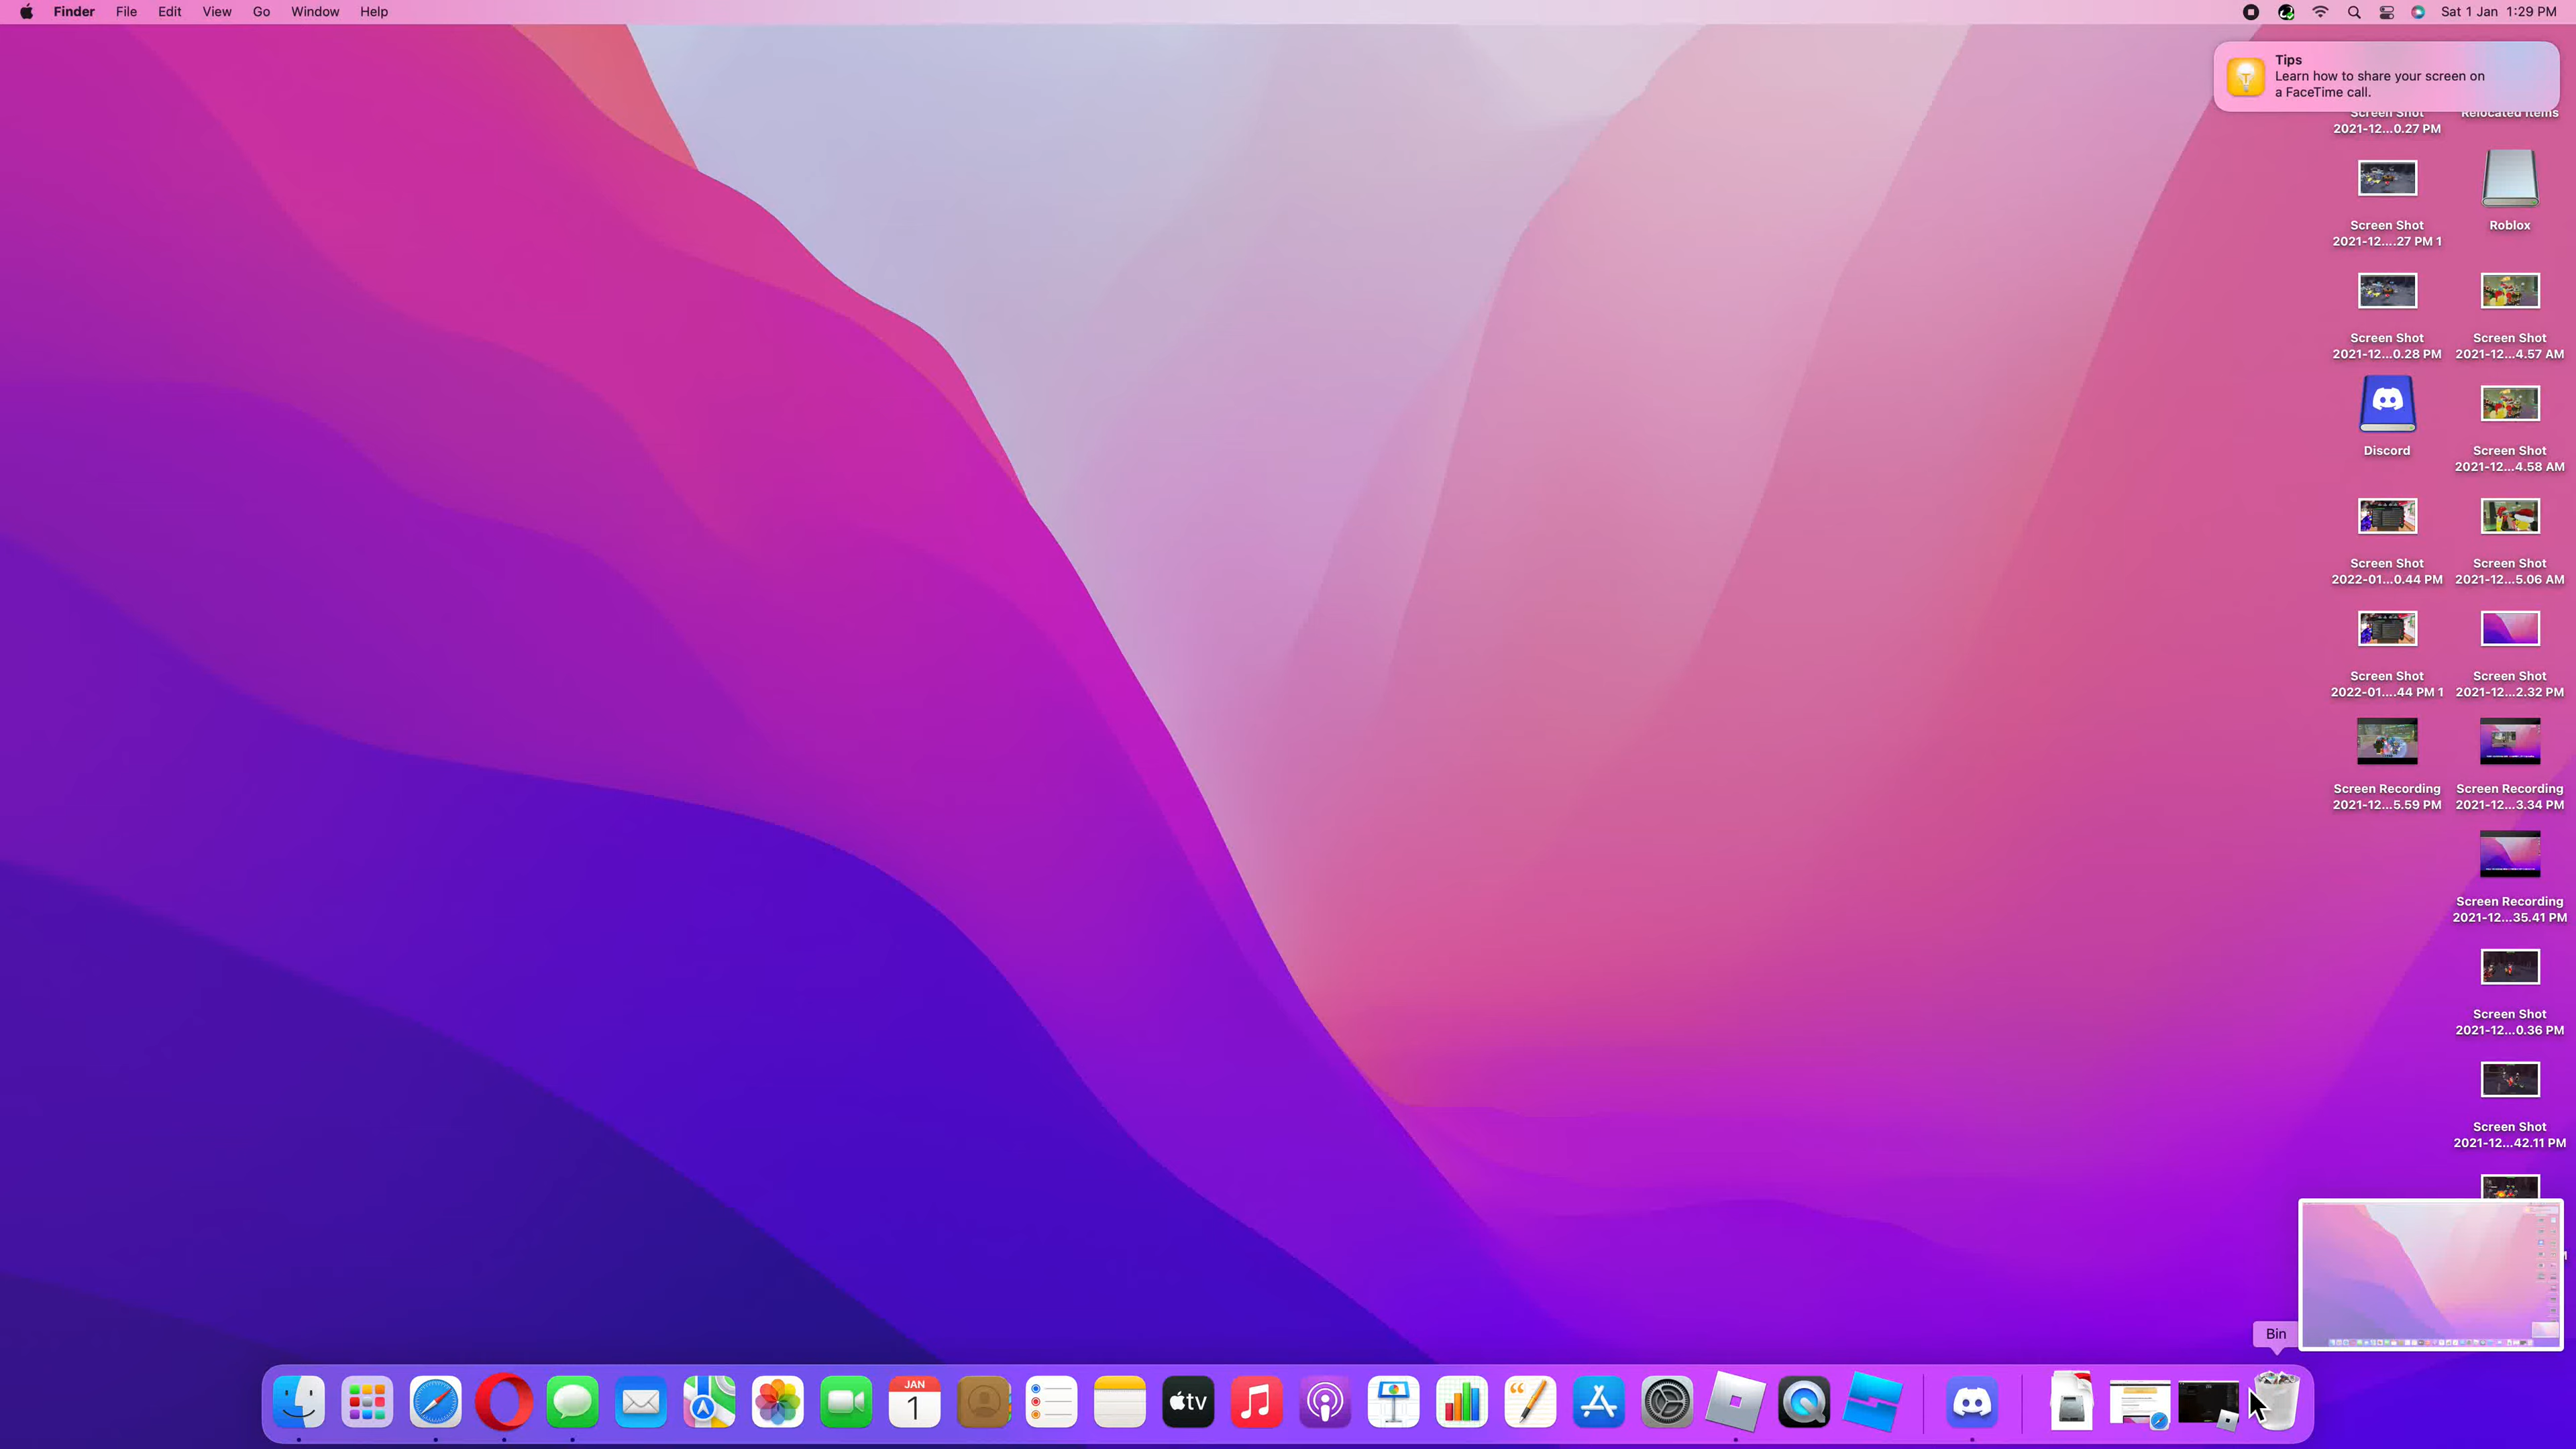 Finder File Edit View Go Window Help
Sat 1 Jan 1:29 PM
Tips
Learn how to share your screen on
a FaceTime call.
Screen Shot
2021-12...0.27 PM
Relocated Items
Screen Shot
2021-12....27 PM 1
Roblox
Screen Shot
2021-12...0.28 PM
Screen Shot
2021-12...4.57 AM
Discord
Screen Shot
2021-12...4.58 AM
Screen Shot
2022-01...0.44 PM
Screen Shot
2021-12...5.06 AM
Screen Shot
2022-01....44 PM 1
Screen Shot
2021-12...2.32 PM
Screen Recording
2021-12...5.59 PM
Screen Recording
2021-12...3.34 PM
Screen Recording
2021-12...35.41 PM
Screen Shot
2021-12...0.36 PM
Screen Shot
2021-12...42.11 PM
Bin
JAN
1
tv